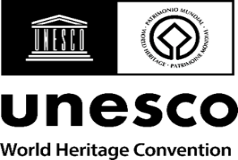 UNESCO
WORLD HERITAGE • PATRIMOINE MONDIAL • PATRIMONIO MUNDIAL •
unesco
World Heritage Convention